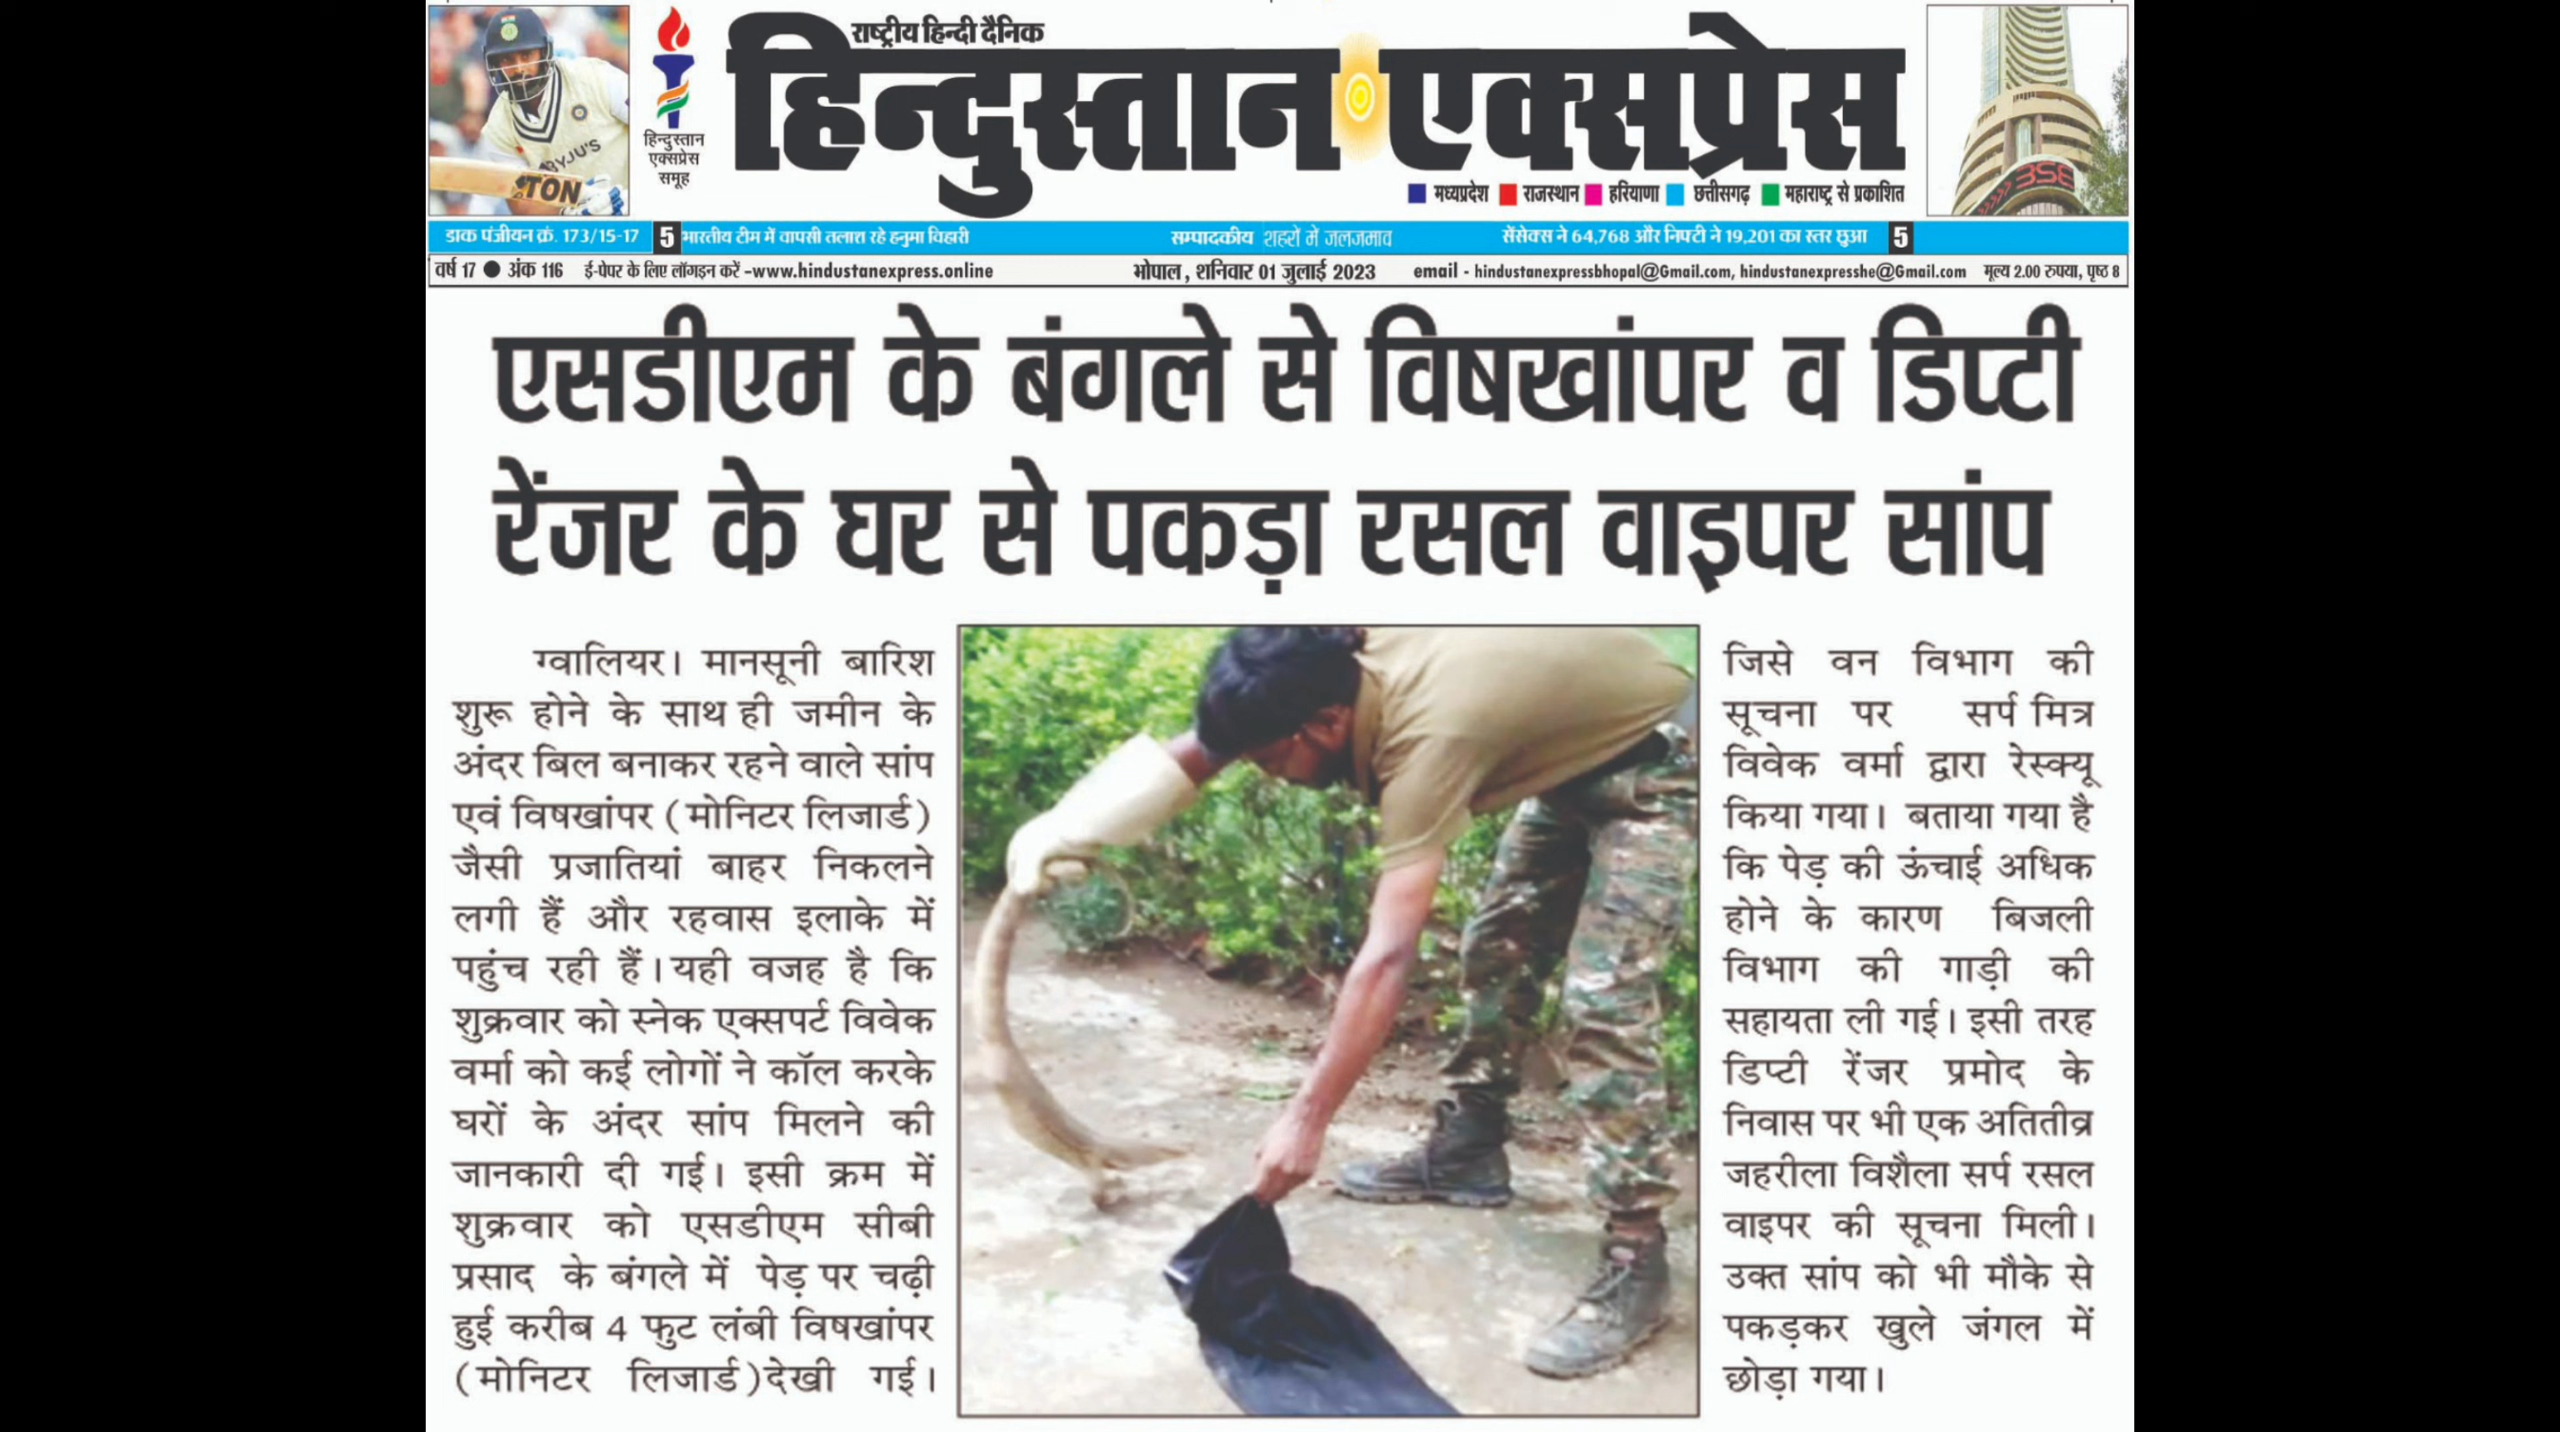 राष्ट्रीय हिन्दी दैनिक
हिन्दुस्तान एक्सप्रेस
हिन्दुस्तान
एक्सप्रेस
समूह
BYJU'S
TON
BSE
मध्यप्रदेश राजस्थान हरियाणा छत्तीसगढ़ महाराष्ट्र से प्रकाशित
डाक पंजीयन क्रं. 173/15-17 5 भारतीय टीम में वापसी तलाश रहे हनुमा विहारी सम्पादकीय शहरों में जलजमाव सेंसेक्स ने 64,768 और निफ्टी ने 19,201 का स्तर छुआ 5
वर्ष 17 ● अंक 116 ई-पेपर के लिए लॉगइन करें -www.hindustanexpress.online भोपाल, शनिवार 01 जुलाई 2023 email - hindustanexpressbhopal@Gmail.com, hindustanexpresshe@Gmail.com मूल्य 2.00 रुपया, पृष्ठ 8
एसडीएम के बंगले से विषखांपर व डिप्टी
रेंजर के घर से पकड़ा रसल वाइपर सांप
ग्वालियर। मानसूनी बारिश
शुरू होने के साथ ही जमीन के
अंदर बिल बनाकर रहने वाले सांप
एवं विषखांपर (मोनिटर लिजार्ड)
जैसी प्रजातियां बाहर निकलने
लगी हैं और रहवास इलाके में
पहुंच रही हैं। यही वजह है कि
शुक्रवार को स्नेक एक्सपर्ट विवेक
वर्मा को कई लोगों ने कॉल करके
घरों के अंदर सांप मिलने की
जानकारी दी गई। इसी क्रम में
शुक्रवार को एसडीएम सीबी
प्रसाद के बंगले में पेड़ पर चढ़ी
हुई करीब 4 फुट लंबी विषखांपर
(मोनिटर लिजार्ड)देखी गई।
जिसे वन विभाग की
सूचना पर सर्प मित्र
विवेक वर्मा द्वारा रेस्क्यू
किया गया। बताया गया है
कि पेड़ की ऊंचाई अधिक
होने के कारण बिजली
विभाग की गाड़ी की
सहायता ली गई। इसी तरह
डिप्टी रेंजर प्रमोद के
निवास पर भी एक अतितीव्र
जहरीला विशैला सर्प रसल
वाइपर की सूचना मिली।
उक्त सांप को भी मौके से
पकड़कर खुले जंगल में
छोड़ा गया।